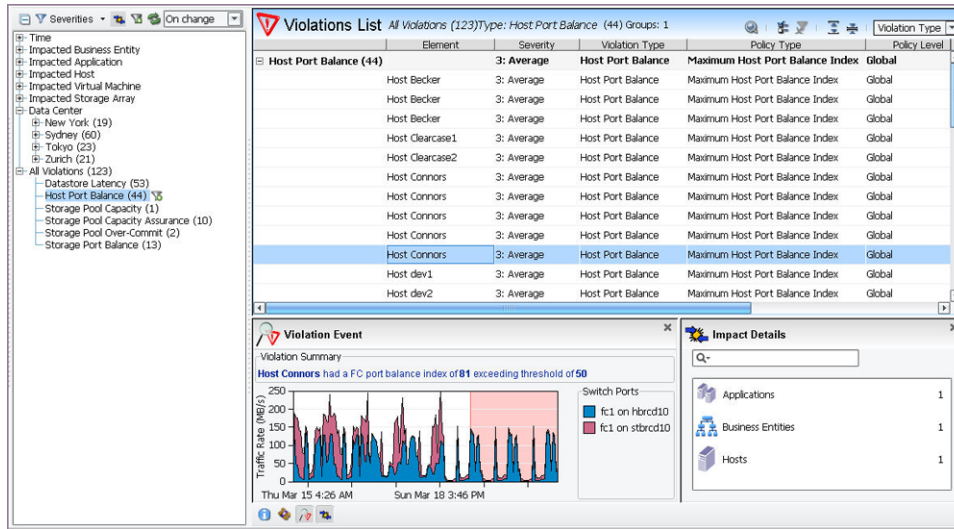 Severities
On change
Time
Impacted Business Entity
Impacted Application
Impacted Host
Impacted Virtual Machine
Impacted Storage Array
Data Center
New York (19)
Sydney (60)
Tokyo (23)
Zurich (21)
All Violations (123)
Datastore Latency (53)
Host Port Balance (44)
Storage Pool Capacity (1)
Storage Pool Capacity Assurance (10)
Storage Pool Over-Commit (2)
Storage Port Balance (13)
Violations List All Violations (123)Type: Host Port Balance (44) Groups: 1
Violation Type
Element Severity Violation Type Policy Type Policy Level
Host Port Balance (44) 3: Average Host Port Balance Maximum Host Port Balance Index Global
Host Becker 3: Average Host Port Balance Maximum Host Port Balance Index Global
Host Becker 3: Average Host Port Balance Maximum Host Port Balance Index Global
Host Becker 3: Average Host Port Balance Maximum Host Port Balance Index Global
Host Clearcase1 3: Average Host Port Balance Maximum Host Port Balance Index Global
Host Clearcase2 3: Average Host Port Balance Maximum Host Port Balance Index Global
Host Connors 3: Average Host Port Balance Maximum Host Port Balance Index Global
Host Connors 3: Average Host Port Balance Maximum Host Port Balance Index Global
Host Connors 3: Average Host Port Balance Maximum Host Port Balance Index Global
Host Connors 3: Average Host Port Balance Maximum Host Port Balance Index Global
Host Connors 3: Average Host Port Balance Maximum Host Port Balance Index Global
Host dev1 3: Average Host Port Balance Maximum Host Port Balance Index Global
Host dev2 3: Average Host Port Balance Maximum Host Port Balance Index Global
Violation Event
Violation Summary
Host Connors had a FC port balance index of 81 exceeding threshold of 50
Traffic Rate (MB/s)
250
200
150
100
50
0
Thu Mar 15 4:26 AM Sun Mar 18 3:46 PM
Switch Ports
fc1 on hbrcd10
fc1 on stbrcd10
Impact Details
Applications 1
Business Entities 1
Hosts 1